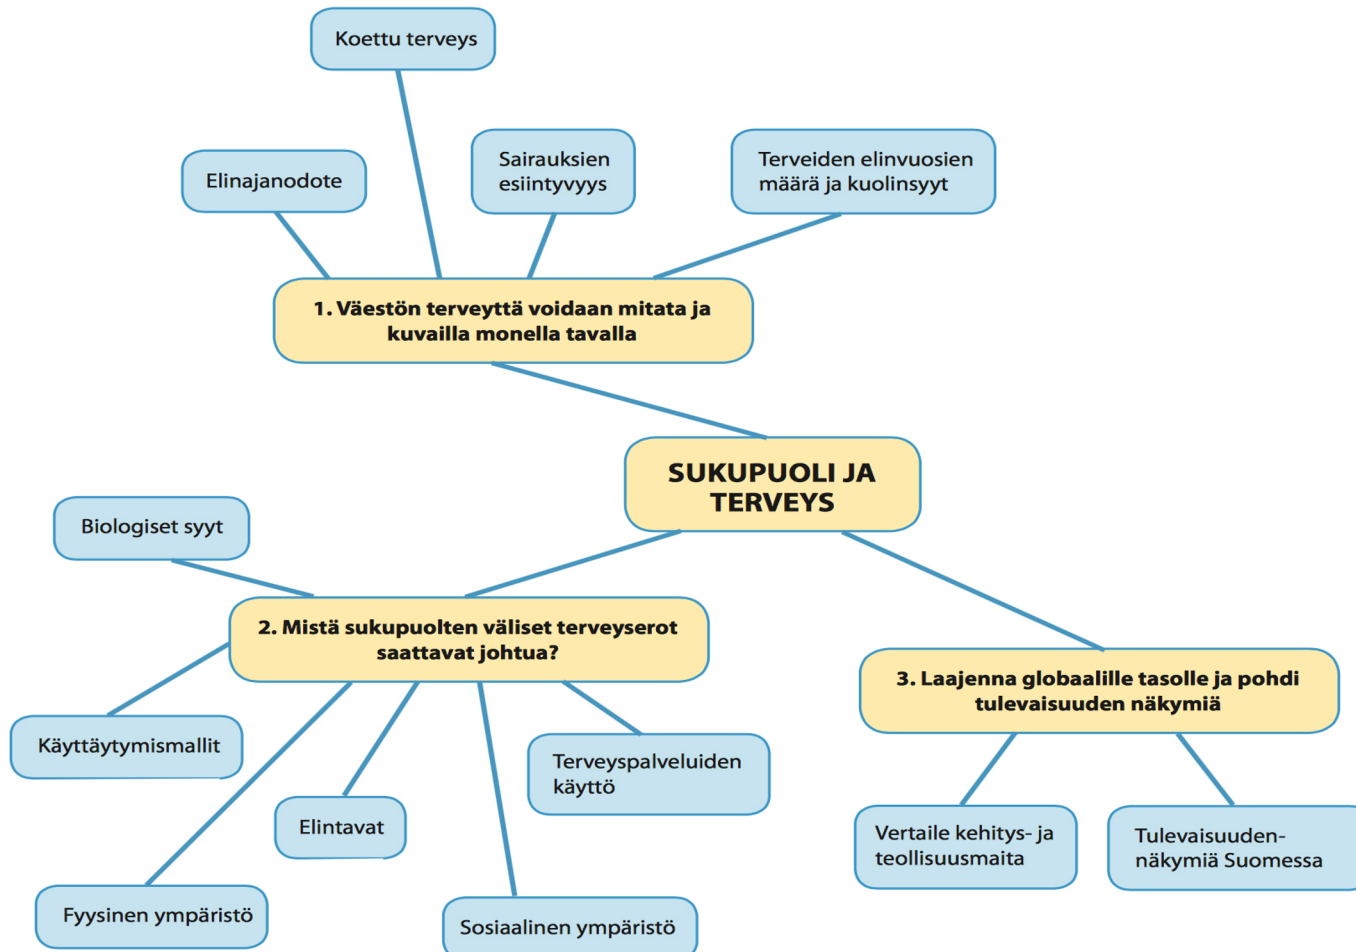 Koettu terveys
Elinajanodote
Sairauksien
esiintyvyys
Terveiden elinvuosien
määrä ja kuolinsyyt
1. Väestön terveyttä voidaan mitata ja
kuvailla monella tavalla
SUKUPUOLI JA
TERVEYS
Biologiset syyt
2. Mistä sukupuolten väliset terveyserot
saattavat johtua?
Käyttäytymismallit
Fyysinen ympäristö
Elintavat
Sosiaalinen ympäristö
Terveyspalveluiden
käyttö
3. Laajenna globaalille tasolle ja pohdi
tulevaisuuden näkymiä
Vertaile kehitys- ja
teollisuusmaita
Tulevaisuuden-
näkymiä Suomessa